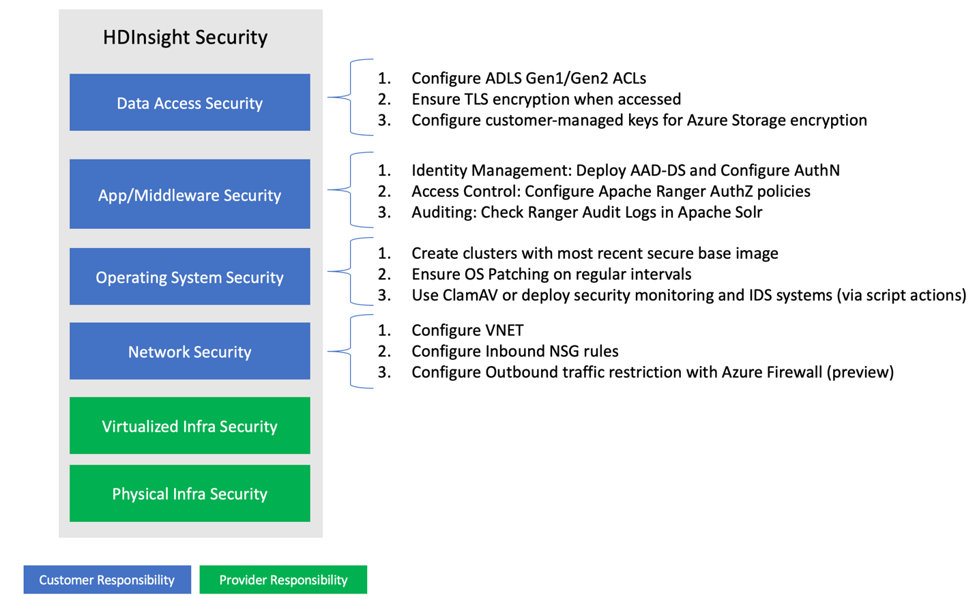 HDInsight Security
Data Access Security
1. Configure ADLS Gen1/Gen2 ACLs
2. Ensure TLS encryption when accessed
3. Configure customer-managed keys for Azure Storage encryption
App/Middleware Security
1. Identity Management: Deploy AAD-DS and Configure AuthN
2. Access Control: Configure Apache Ranger AuthZ policies
3. Auditing: Check Ranger Audit Logs in Apache Solr
Operating System Security
1. Create clusters with most recent secure base image
2. Ensure OS Patching on regular intervals
3. Use ClamAV or deploy security monitoring and IDS systems (via script actions)
Network Security
1. Configure VNET
2. Configure Inbound NSG rules
3. Configure Outbound traffic restriction with Azure Firewall (preview)
Virtualized Infra Security
Physical Infra Security
Customer Responsibility
Provider Responsibility